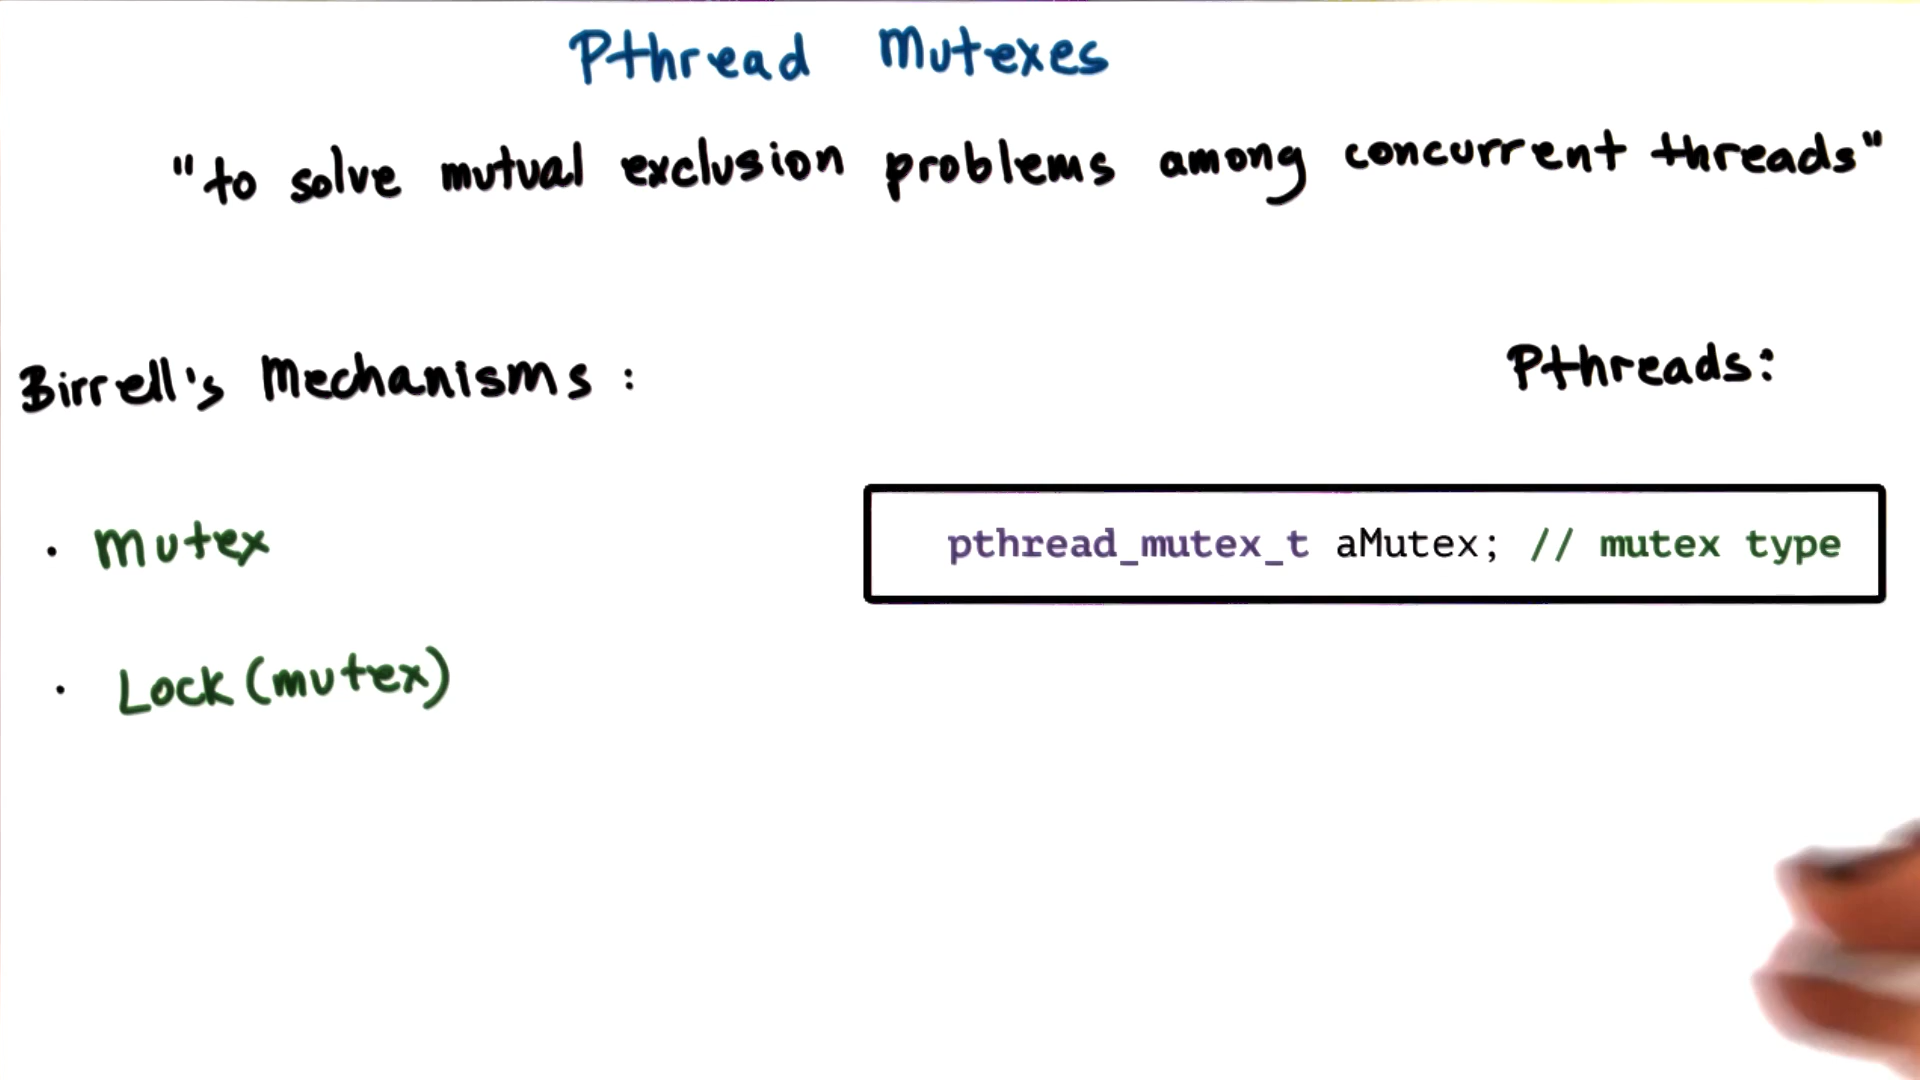 Pthread Mutexes
"to solve mutual exclusion problems among concurrent threads"
Birrell's Mechanisms :
Pthreads:
• Mutex
pthread_mutex_t aMutex; // mutex type
• Lock (mutex)